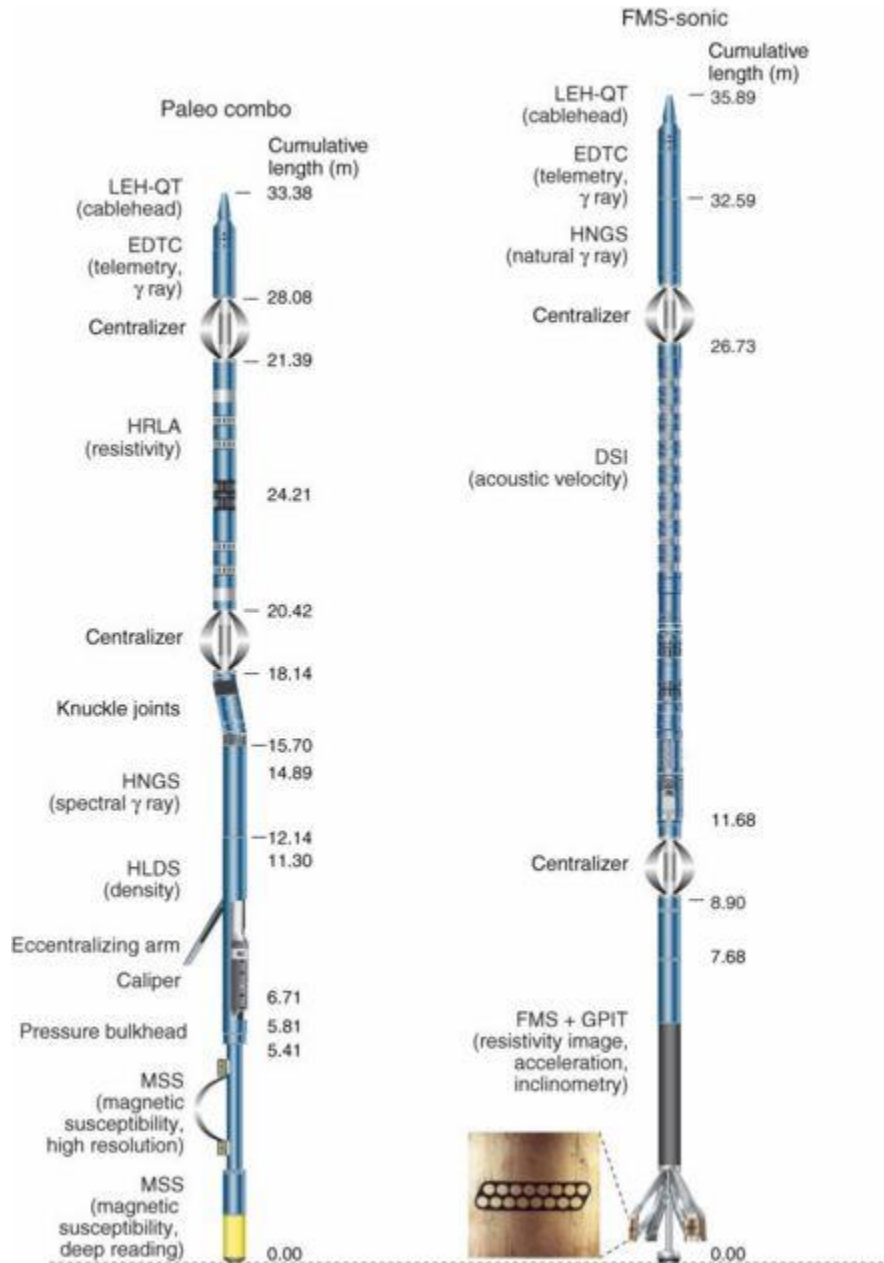 Paleo combo
Cumulative
length (m)
LEH-QT
(cablehead)
33.38
EDTC
(telemetry,
γ ray)
28.08
Centralizer
21.39
HRLA
(resistivity)
24.21
20.42
Centralizer
18.14
Knuckle joints
15.70
14.89
HNGS
(spectral γ ray)
12.14
11.30
HLDS
(density)
Eccentralizing arm
Caliper
6.71
Pressure bulkhead
5.81
5.41
MSS
(magnetic
susceptibility,
high resolution)
MSS
(magnetic
susceptibility,
deep reading)
0.00
FMS-sonic
Cumulative
length (m)
LEH-QT
(cablehead)
35.89
EDTC
(telemetry,
γ ray)
32.59
HNGS
(natural γ ray)
Centralizer
26.73
DSI
(acoustic velocity)
11.68
Centralizer
8.90
7.68
FMS + GPIT
(resistivity image,
acceleration,
inclinometry)
0.00